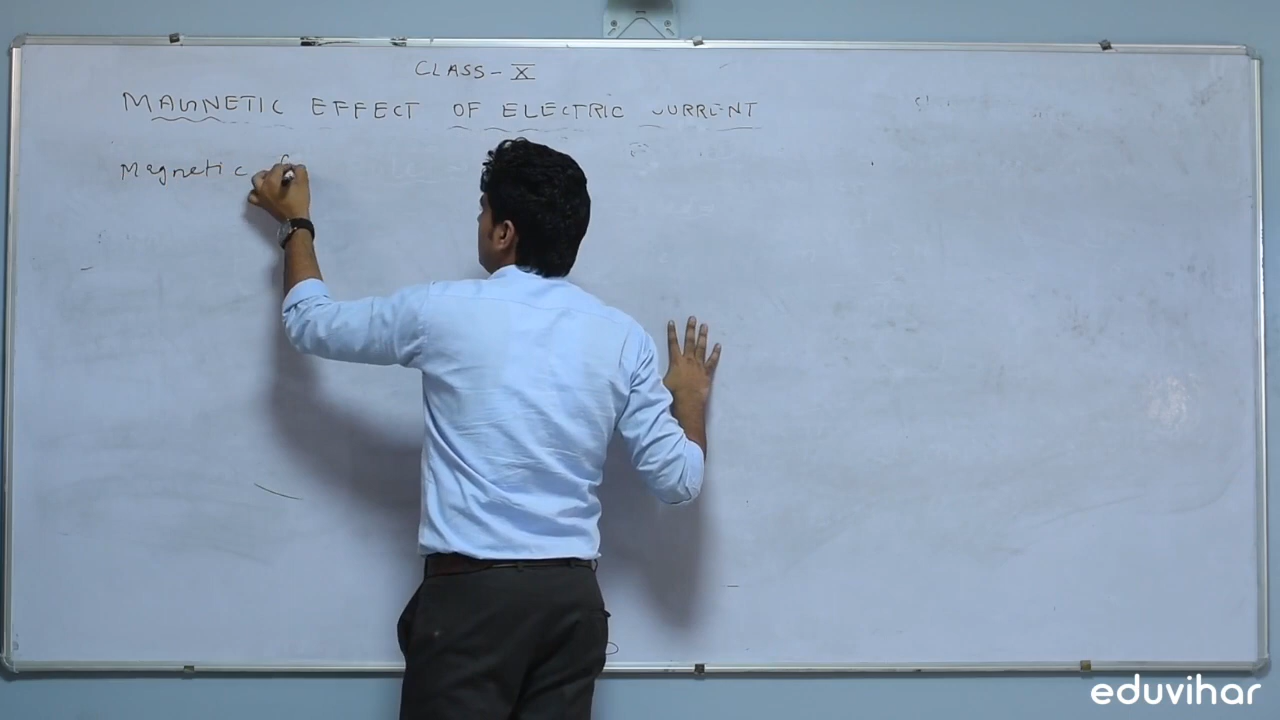 CLASS - X
MAGNETIC EFFECT OF ELECTRIC CURRENT
Magnetic f
eduvihar